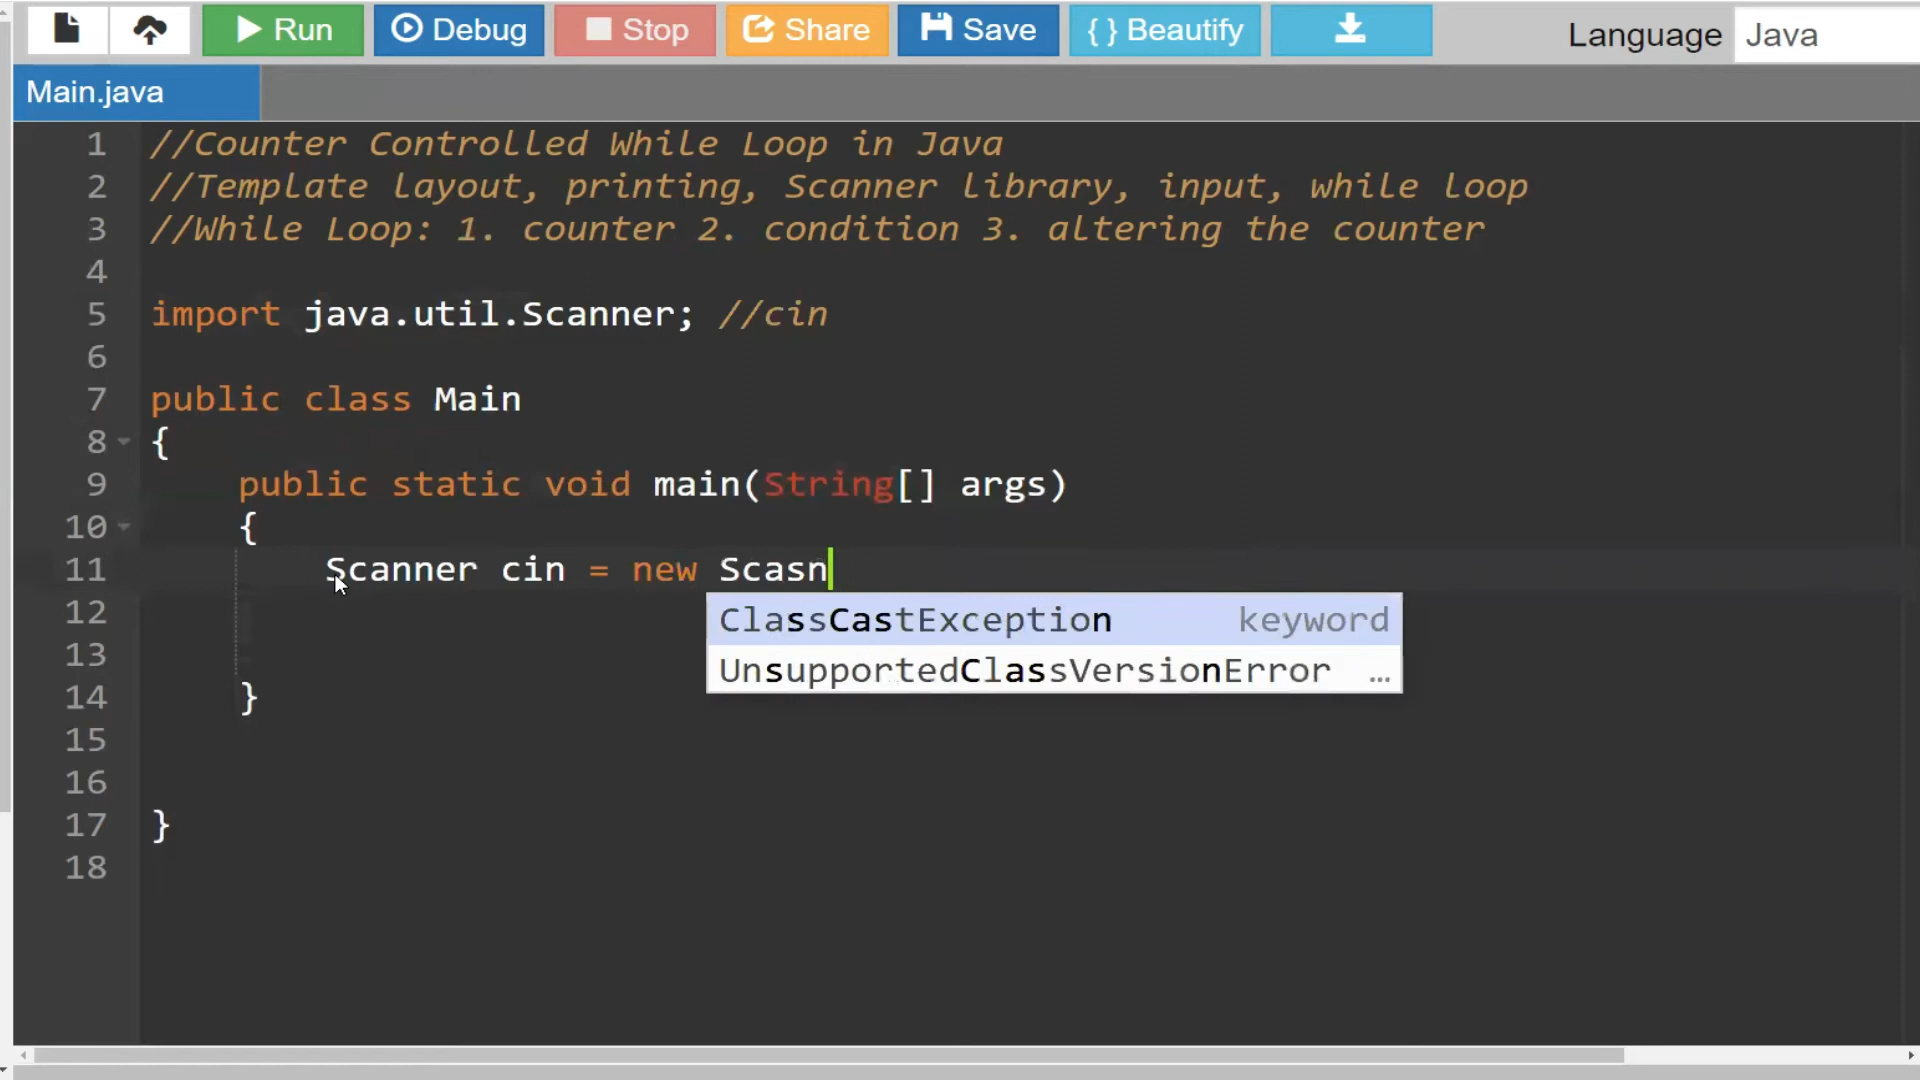 Run Debug Stop Share Save { } Beautify Language Java
Main.java
1 //Counter Controlled While Loop in Java
2 //Template layout, printing, Scanner library, input, while loop
3 //While Loop: 1. counter 2. condition 3. altering the counter
4
5 import java.util.Scanner; //cin
6
7 public class Main
8 {
9 public static void main(String[] args)
10 {
11 Scanner cin = new Scasn
12
ClassCastException keyword
13
UnsupportedClassVersionError ...
14 }
15
16
17 }
18